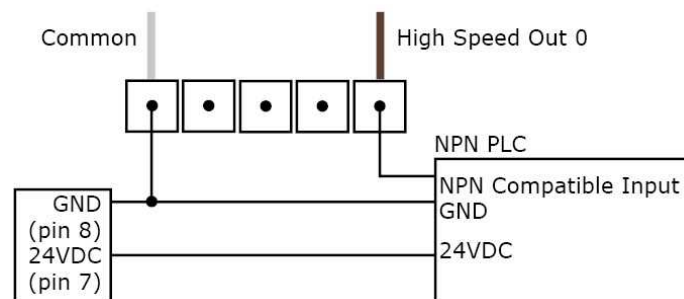 Common
High Speed Out 0
NPN PLC
NPN Compatible Input
GND
24VDC
GND
(pin 8)
24VDC
(pin 7)